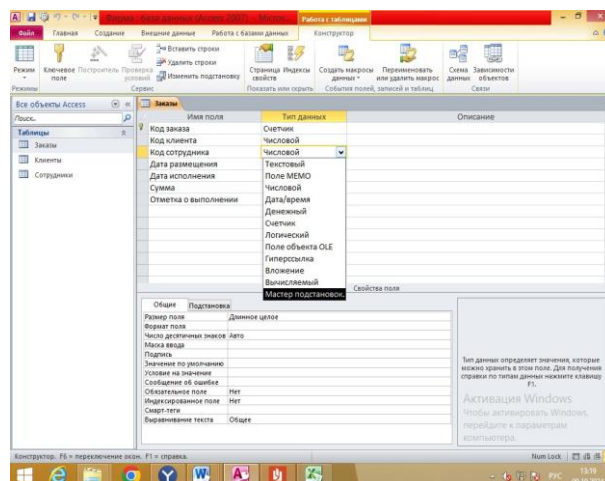 Фирма : база данных (Access 2007) - Micros...
Работа с таблицами
Файл Главная Создание Внешние данные Работа с базами данных Конструктор
Режим
Ключевое поле
Построитель
Проверка условий
Вставить строки
Удалить строки
Изменить подстановку
Страница свойств
Индексы
Создать макросы данных
Переименовать или удалить макрос
Схема данных
Зависимости объектов
Режимы Сервис Показать или скрыть События полей, записей и таблиц Связи
Все объекты Access
Поиск...
Таблицы
Заказы
Клиенты
Сотрудники
Заказы
Имя поля Тип данных Описание
Код заказа Счетчик
Код клиента Числовой
Код сотрудника Числовой
Дата размещения
Дата исполнения
Сумма
Отметка о выполнении
Текстовый
Поле МЕМО
Числовой
Дата/время
Денежный
Счетчик
Логический
Поле объекта OLE
Гиперссылка
Вложение
Вычисляемый
Мастер подстановок.
Свойства поля
Общие Подстановка
Размер поля Длинное целое
Формат поля
Число десятичных знаков Авто
Маска ввода
Подпись
Значение по умолчанию
Условие на значение
Сообщение об ошибке
Обязательное поле Нет
Индексированное поле Нет
Смарт-теги
Выравнивание текста Общее
Тип данных определяет значения, которые
можно хранить в этом поле. Для получения
справки по типам данных нажмите клавишу
F1.
Активация Windows
Чтобы активировать Windows,
перейдите к параметрам
компьютера.
Конструктор. F6 = переключение окон. F1 = справка. Num Lock
РУС 13:19